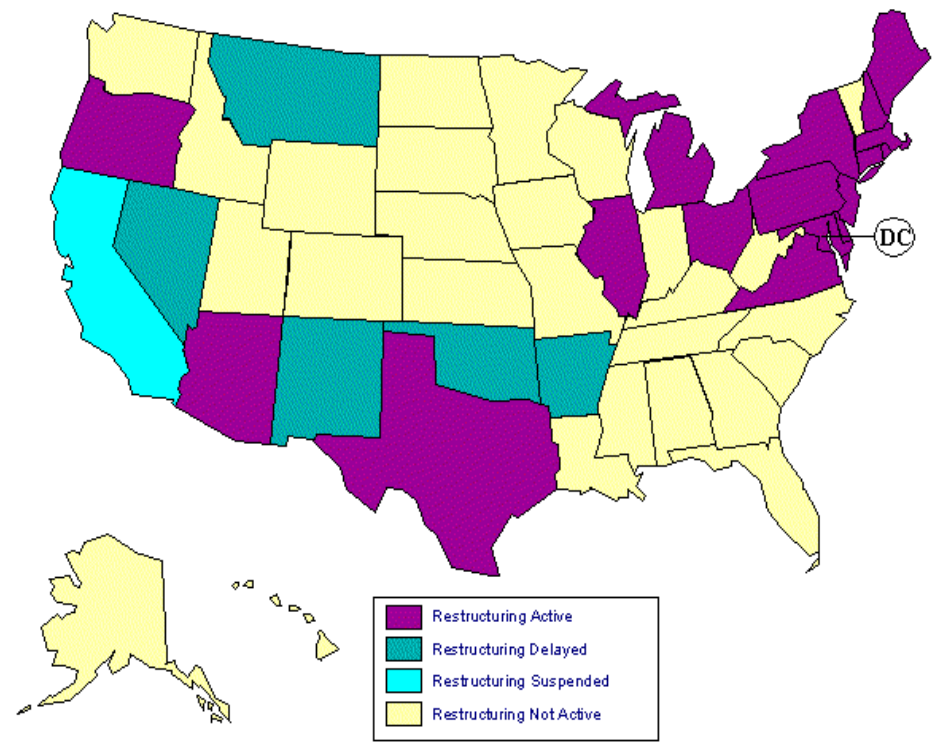 DC
Restructuring Active
Restructuring Delayed
Restructuring Suspended
Restructuring Not Active